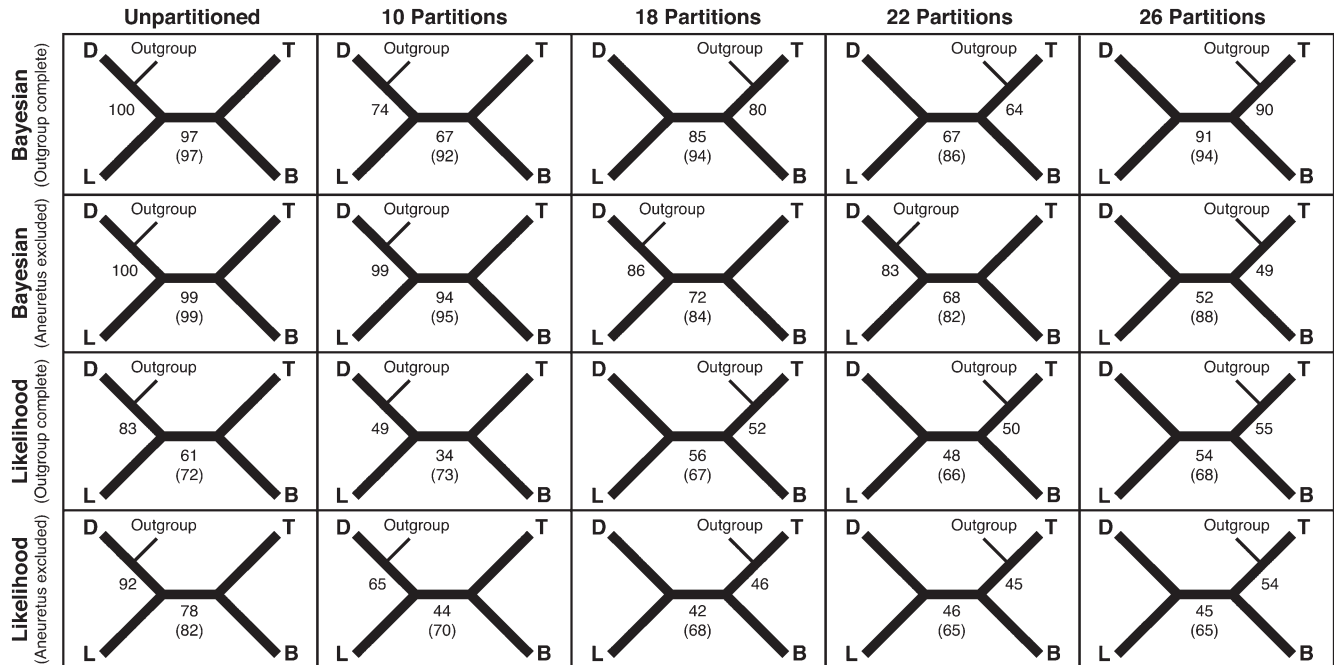 Unpartitioned 10 Partitions 18 Partitions 22 Partitions 26 Partitions
Bayesian
(Outgroup complete)
D Outgroup T
100
97
(97)
L B
D Outgroup T
74
67
(92)
L B
D Outgroup T
80
85
(94)
L B
D Outgroup T
64
67
(86)
L B
D Outgroup T
90
91
(94)
L B
Bayesian
(Aneuretus excluded)
D Outgroup T
100
99
(99)
L B
D Outgroup T
99
94
(95)
L B
D Outgroup T
86
72
(84)
L B
D Outgroup T
83
68
(82)
L B
D Outgroup T
49
52
(88)
L B
Likelihood
(Outgroup complete)
D Outgroup T
83
61
(72)
L B
D Outgroup T
49
34
(73)
L B
D Outgroup T
52
56
(67)
L B
D Outgroup T
50
48
(66)
L B
D Outgroup T
55
54
(68)
L B
Likelihood
(Aneuretus excluded)
D Outgroup T
92
78
(82)
L B
D Outgroup T
65
44
(70)
L B
D Outgroup T
46
42
(68)
L B
D Outgroup T
45
46
(65)
L B
D Outgroup T
54
45
(65)
L B